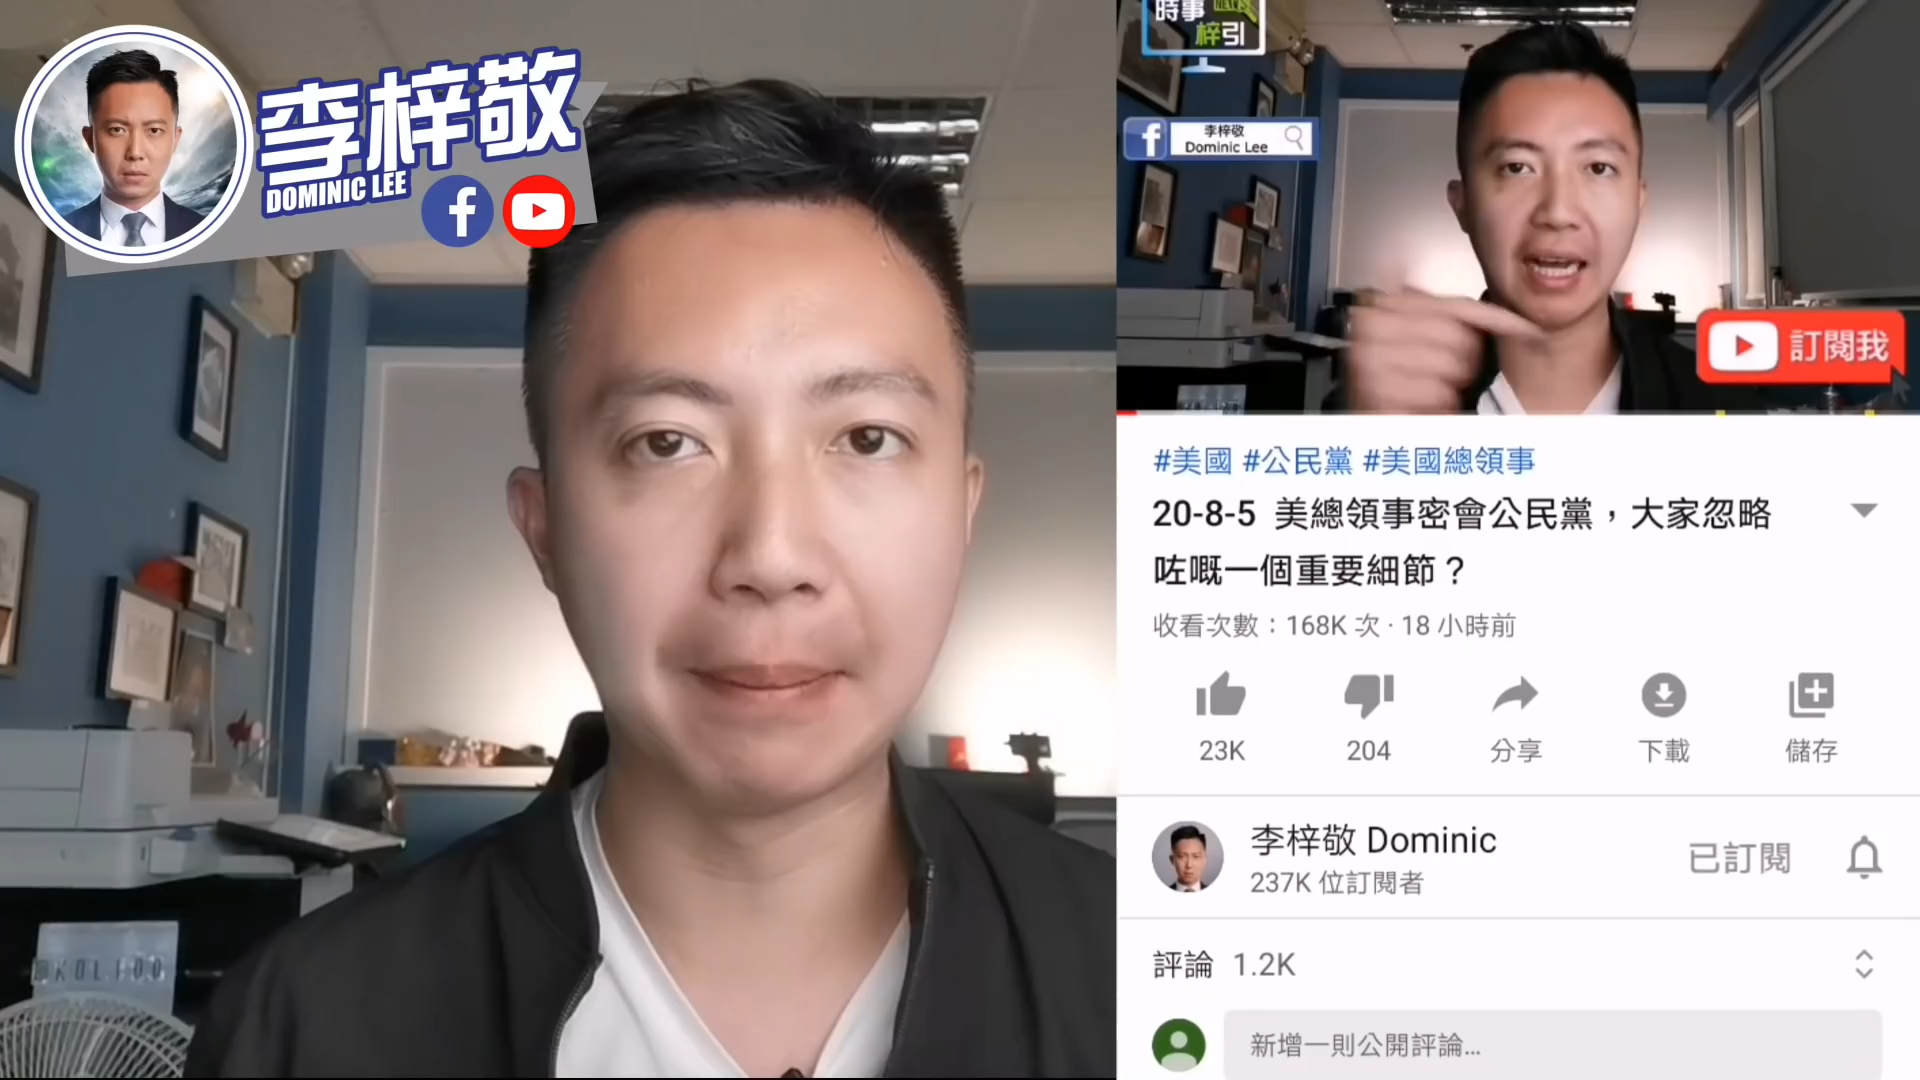 李梓敬
DOMINIC LEE
時事 NEWS
梓引
李梓敬
Dominic Lee
訂閱我
#美國 #公民黨 #美國總領事
20-8-5 美總領事密會公民黨，大家忽略
咗嘅一個重要細節？
收看次數：168K 次 · 18 小時前
23K
204
分享
下載
儲存
李梓敬 Dominic
237K 位訂閱者
已訂閱
評論 1.2K
新增一則公開評論...